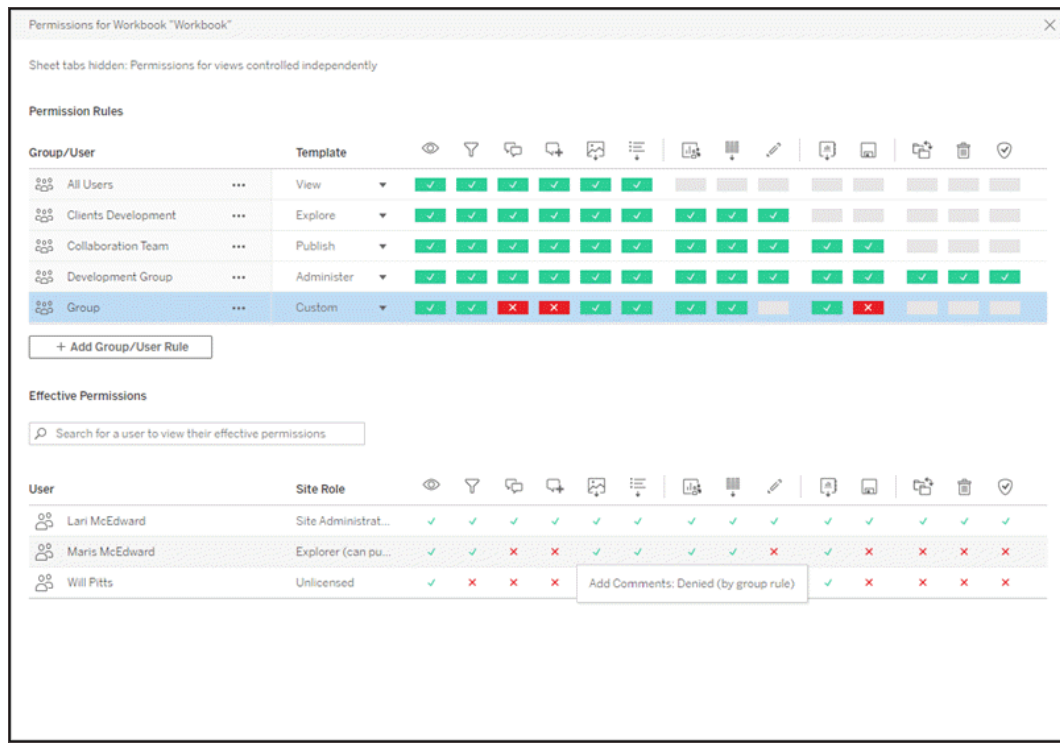 Permissions for Workbook "Workbook"
Sheet tabs hidden: Permissions for views controlled independently
Permission Rules
Group/User Template
All Users ••• View
Clients Development ••• Explore
Collaboration Team ••• Publish
Development Group ••• Administer
Group ••• Custom
+ Add Group/User Rule
Effective Permissions
Search for a user to view their effective permissions
User Site Role
Lari McEdward Site Administrat...
Maris McEdward Explorer (can pu...
Will Pitts Unlicensed
Add Comments: Denied (by group rule)